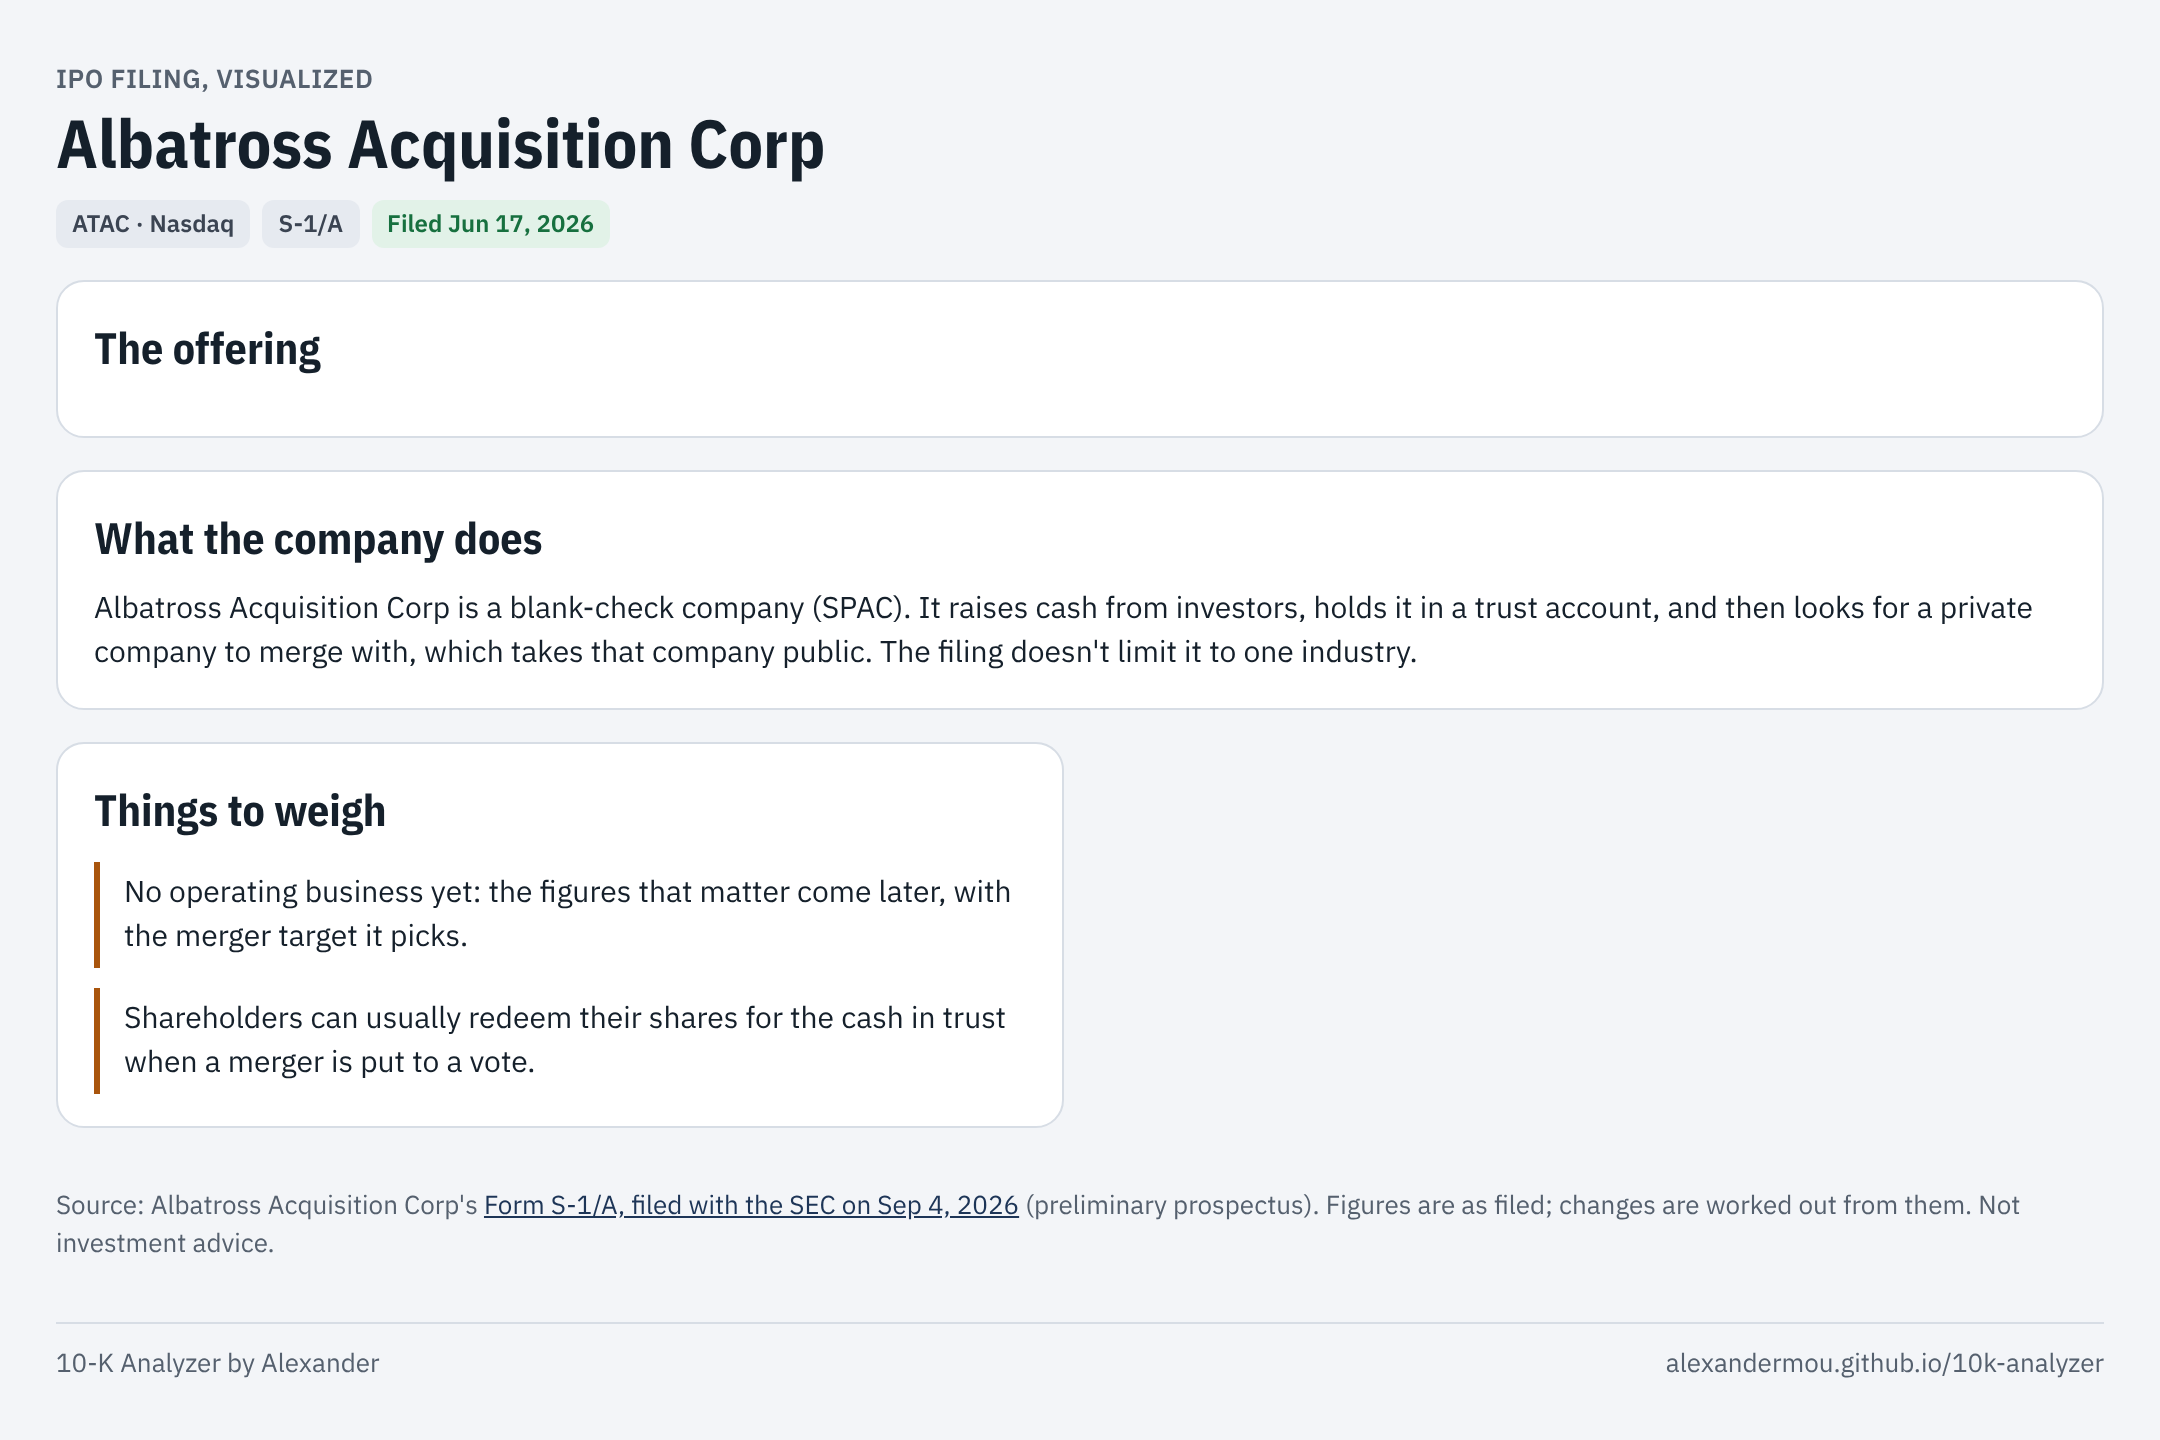 IPO FILING, VISUALIZED
Albatross Acquisition Corp
ATAC · Nasdaq S-1/A Filed Jun 17, 2026
The offering
What the company does
Albatross Acquisition Corp is a blank-check company (SPAC). It raises cash from investors, holds it in a trust account, and then looks for a private
company to merge with, which takes that company public. The filing doesn't limit it to one industry.
Things to weigh
No operating business yet: the figures that matter come later, with
the merger target it picks.
Shareholders can usually redeem their shares for the cash in trust
when a merger is put to a vote.
Source: Albatross Acquisition Corp's Form S-1/A, filed with the SEC on Sep 4, 2026 (preliminary prospectus). Figures are as filed; changes are worked out from them. Not
investment advice.
10-K Analyzer by Alexander
alexandermou.github.io/10k-analyzer